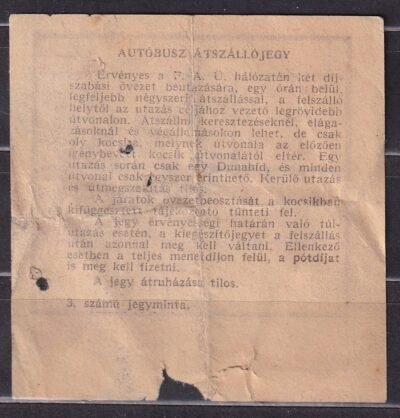 AUTÓBUSZ ÁTSZÁLLÓJEGY
Érvényes a F. A. Ü. hálózatán két díj-
szabási övezet beutazására, egy órán belül,
legfeljebb négyszeri átszállással, a felszálló
helytől az utazás céljához vezető legrövidebb
útvonalon. Átszállni kereszteződéseknél, elága-
zásoknál és végállomásokon lehet, de csak
oly kocsiba, melynek útvonala az előzően
igénybevett kocsik útvonalától eltér. Egy
utazás során csak egy Dunahíd, és minden
útvonal csak egyszer érinthető. Kerülő utazás
és útmegszakítás tilos.
A járatok övezetbeosztását a kocsikban
kifüggesztett tájékoztató tünteti fel.
A jegy érvényességi határán való túl-
utazás esetén, a kiegészítőjegyet a felszállás
után azonnal meg kell váltani. Ellenkező
esetben a teljes menetdíjon felül, a pótdíjat
is meg kell fizetni.
A jegy átruházása tilos.
3. számú jegyminta.